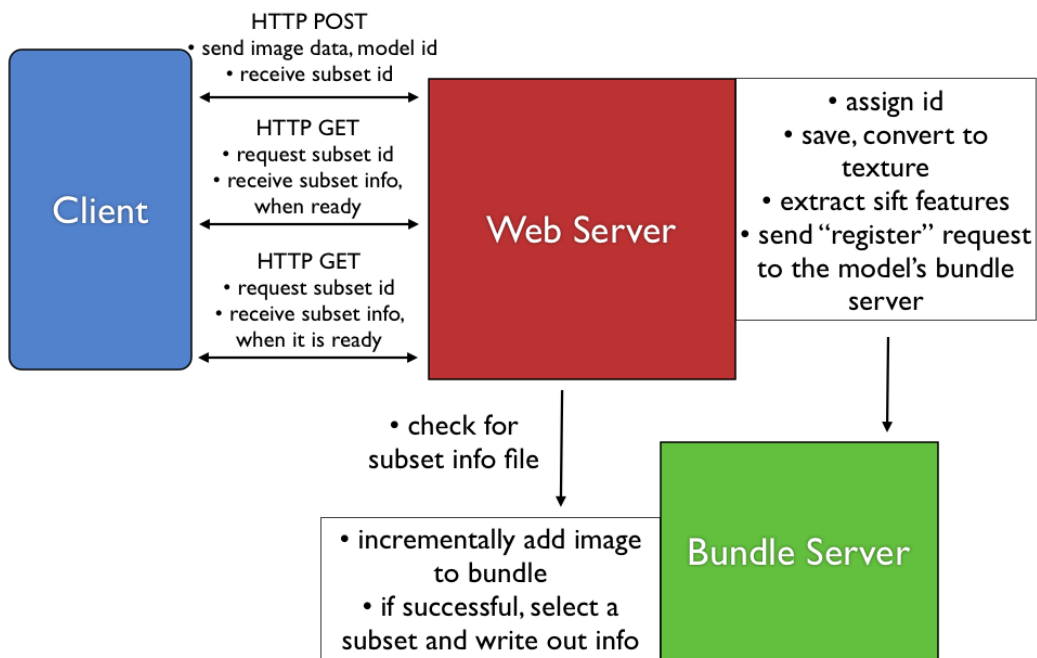 HTTP POST
• send image data, model id
• receive subset id
HTTP GET
• request subset id
• receive subset info,
when ready
HTTP GET
• request subset id
• receive subset info,
when it is ready
Client
Web Server
• assign id
• save, convert to
texture
• extract sift features
• send “register” request
to the model’s bundle
server
• check for
subset info file
• incrementally add image
to bundle
• if successful, select a
subset and write out info
Bundle Server